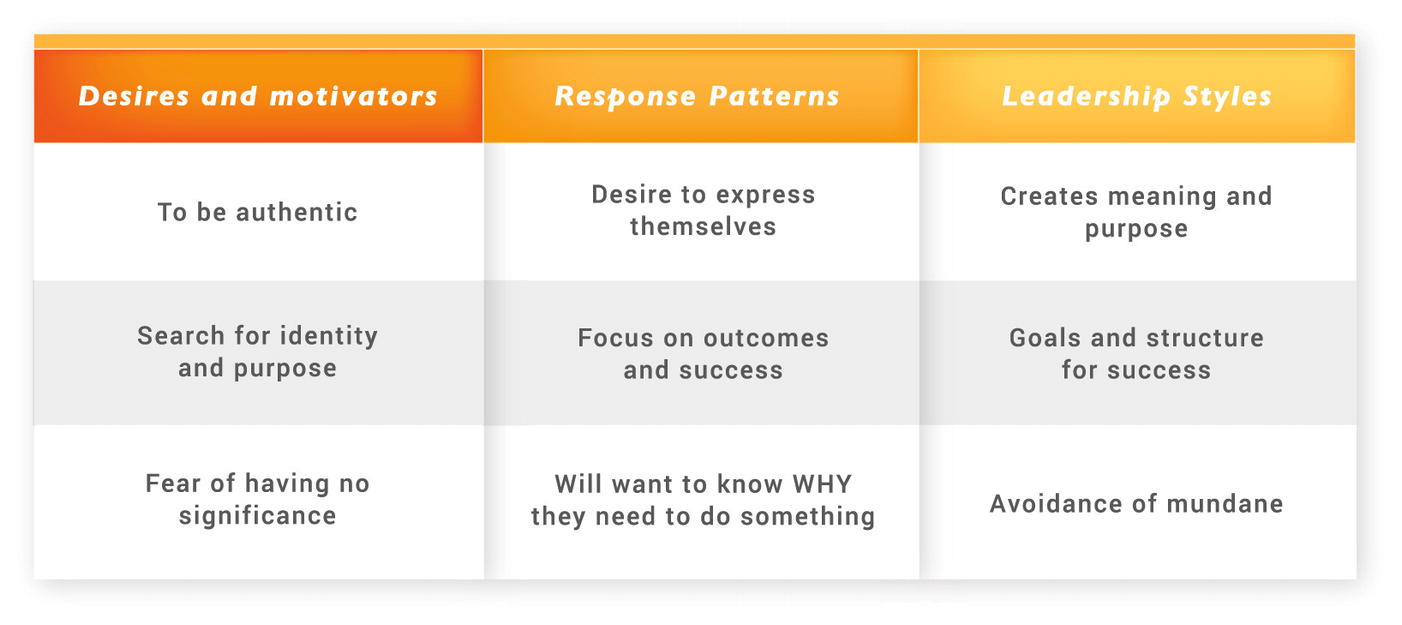 Desires and motivators
Response Patterns
Leadership Styles
To be authentic
Desire to express
themselves
Creates meaning and
purpose
Search for identity
and purpose
Focus on outcomes
and success
Goals and structure
for success
Fear of having no
significance
Will want to know WHY
they need to do something
Avoidance of mundane